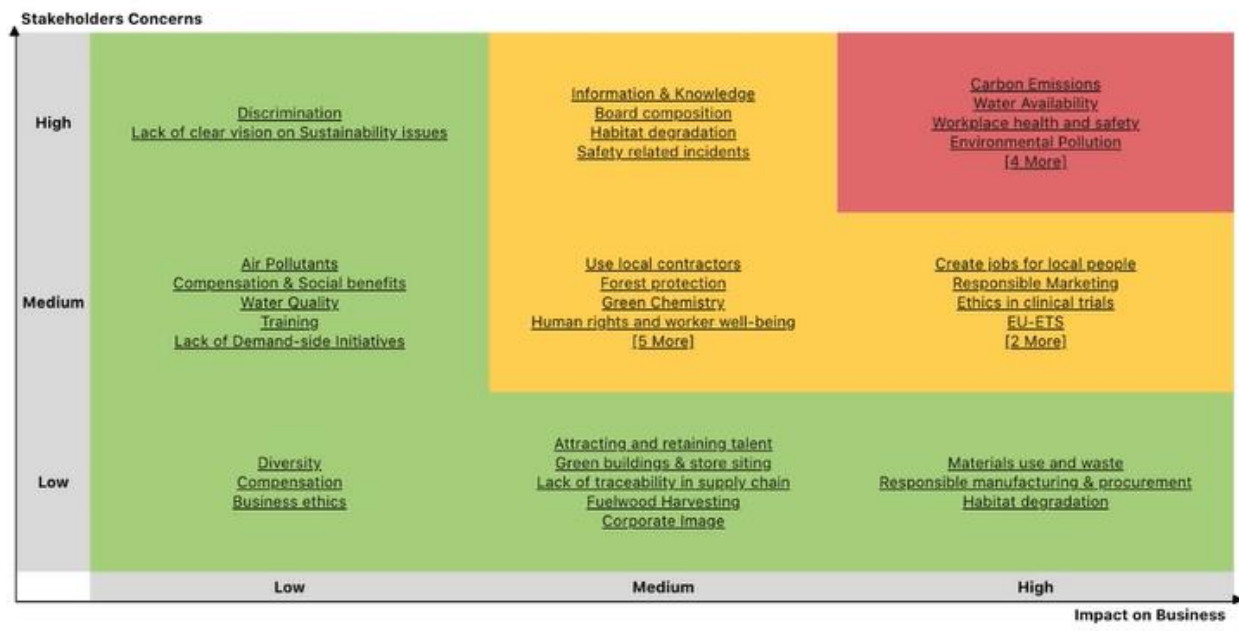 Stakeholders Concerns
High
Discrimination
Lack of clear vision on Sustainability issues
Information & Knowledge
Board composition
Habitat degradation
Safety related incidents
Carbon Emissions
Water Availability
Workplace health and safety
Environmental Pollution
[4 More]
Medium
Air Pollutants
Compensation & Social benefits
Water Quality
Training
Lack of Demand-side Initiatives
Use local contractors
Forest protection
Green Chemistry
Human rights and worker well-being
[5 More]
Create jobs for local people
Responsible Marketing
Ethics in clinical trials
EU-ETS
[2 More]
Low
Diversity
Compensation
Business ethics
Attracting and retaining talent
Green buildings & store siting
Lack of traceability in supply chain
Fuelwood Harvesting
Corporate Image
Materials use and waste
Responsible manufacturing & procurement
Habitat degradation
Low
Medium
High
Impact on Business